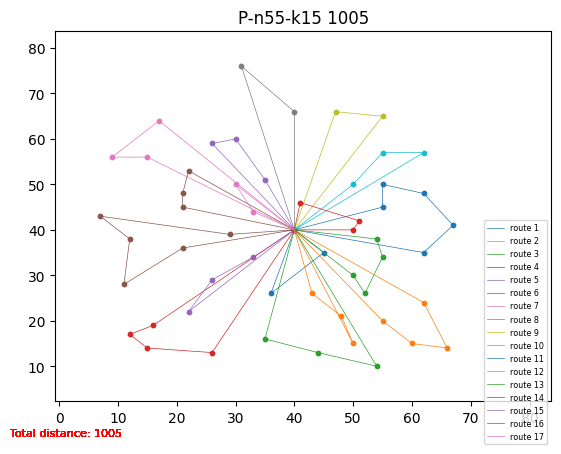 P-n55-k15 1005
80
70
60
50
40
30
20
10
0 10 20 30 40 50 60 70 80
route 1
route 2
route 3
route 4
route 5
route 6
route 7
route 8
route 9
route 10
route 11
route 12
route 13
route 14
route 15
route 16
route 17
Total distance: 1005